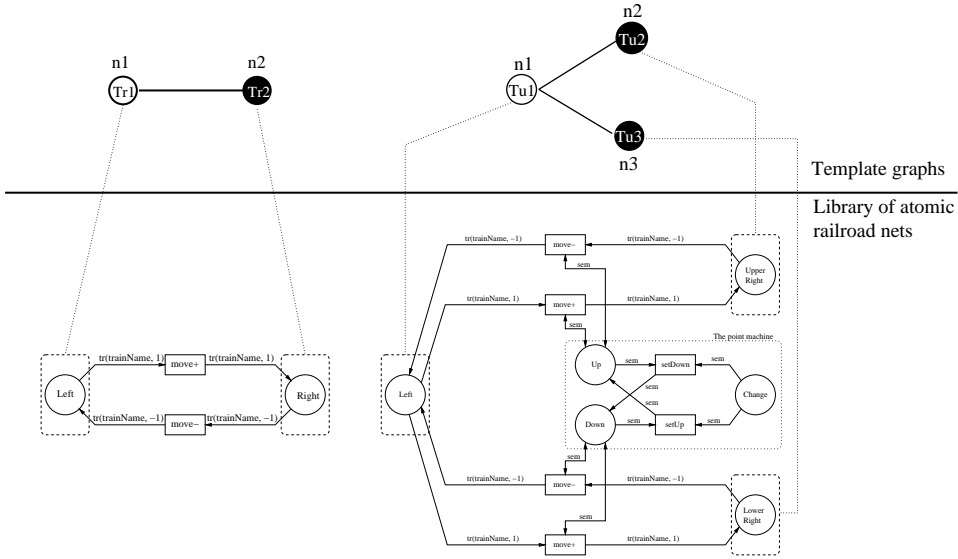 n1
n2
Tr1
Tr2
n1
n2
Tu1
Tu2
Tu3
n3
Template graphs
Library of atomic
railroad nets
tr(trainName, 1)
tr(trainName, 1)
move+
Left
Right
tr(trainName, −1)
tr(trainName, −1)
move−
tr(trainName, −1)
move−
tr(trainName, −1)
sem
Upper
Right
tr(trainName, 1)
move+
tr(trainName, 1)
sem
The point machine
Up
sem
setDown
sem
Left
sem
Change
sem
Down
sem
setUp
sem
sem
tr(trainName, −1)
move−
tr(trainName, −1)
sem
Lower
Right
tr(trainName, 1)
move+
tr(trainName, 1)